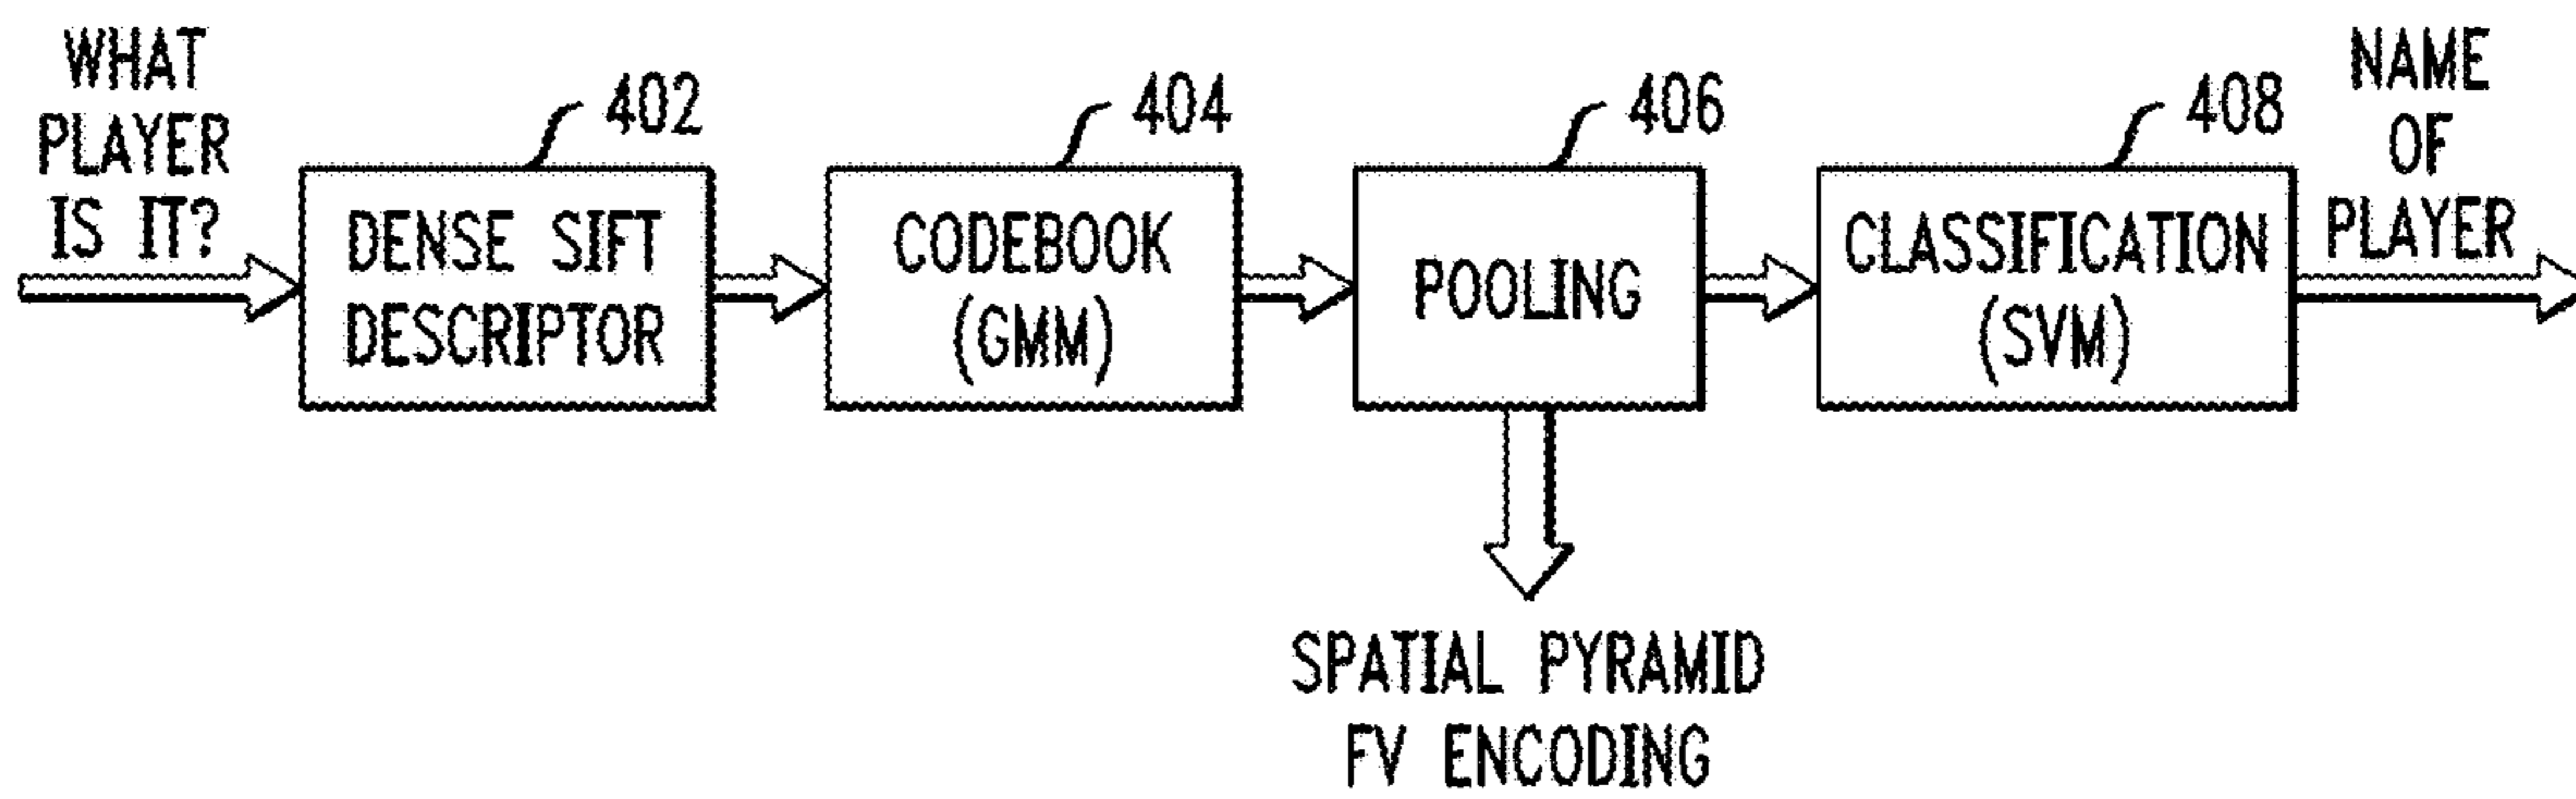 WHAT
PLAYER
IS IT?
402
DENSE SIFT
DESCRIPTOR
404
CODEBOOK
(GMM)
406
POOLING
408
CLASSIFICATION
(SVM)
NAME
OF
PLAYER
SPATIAL PYRAMID
FV ENCODING